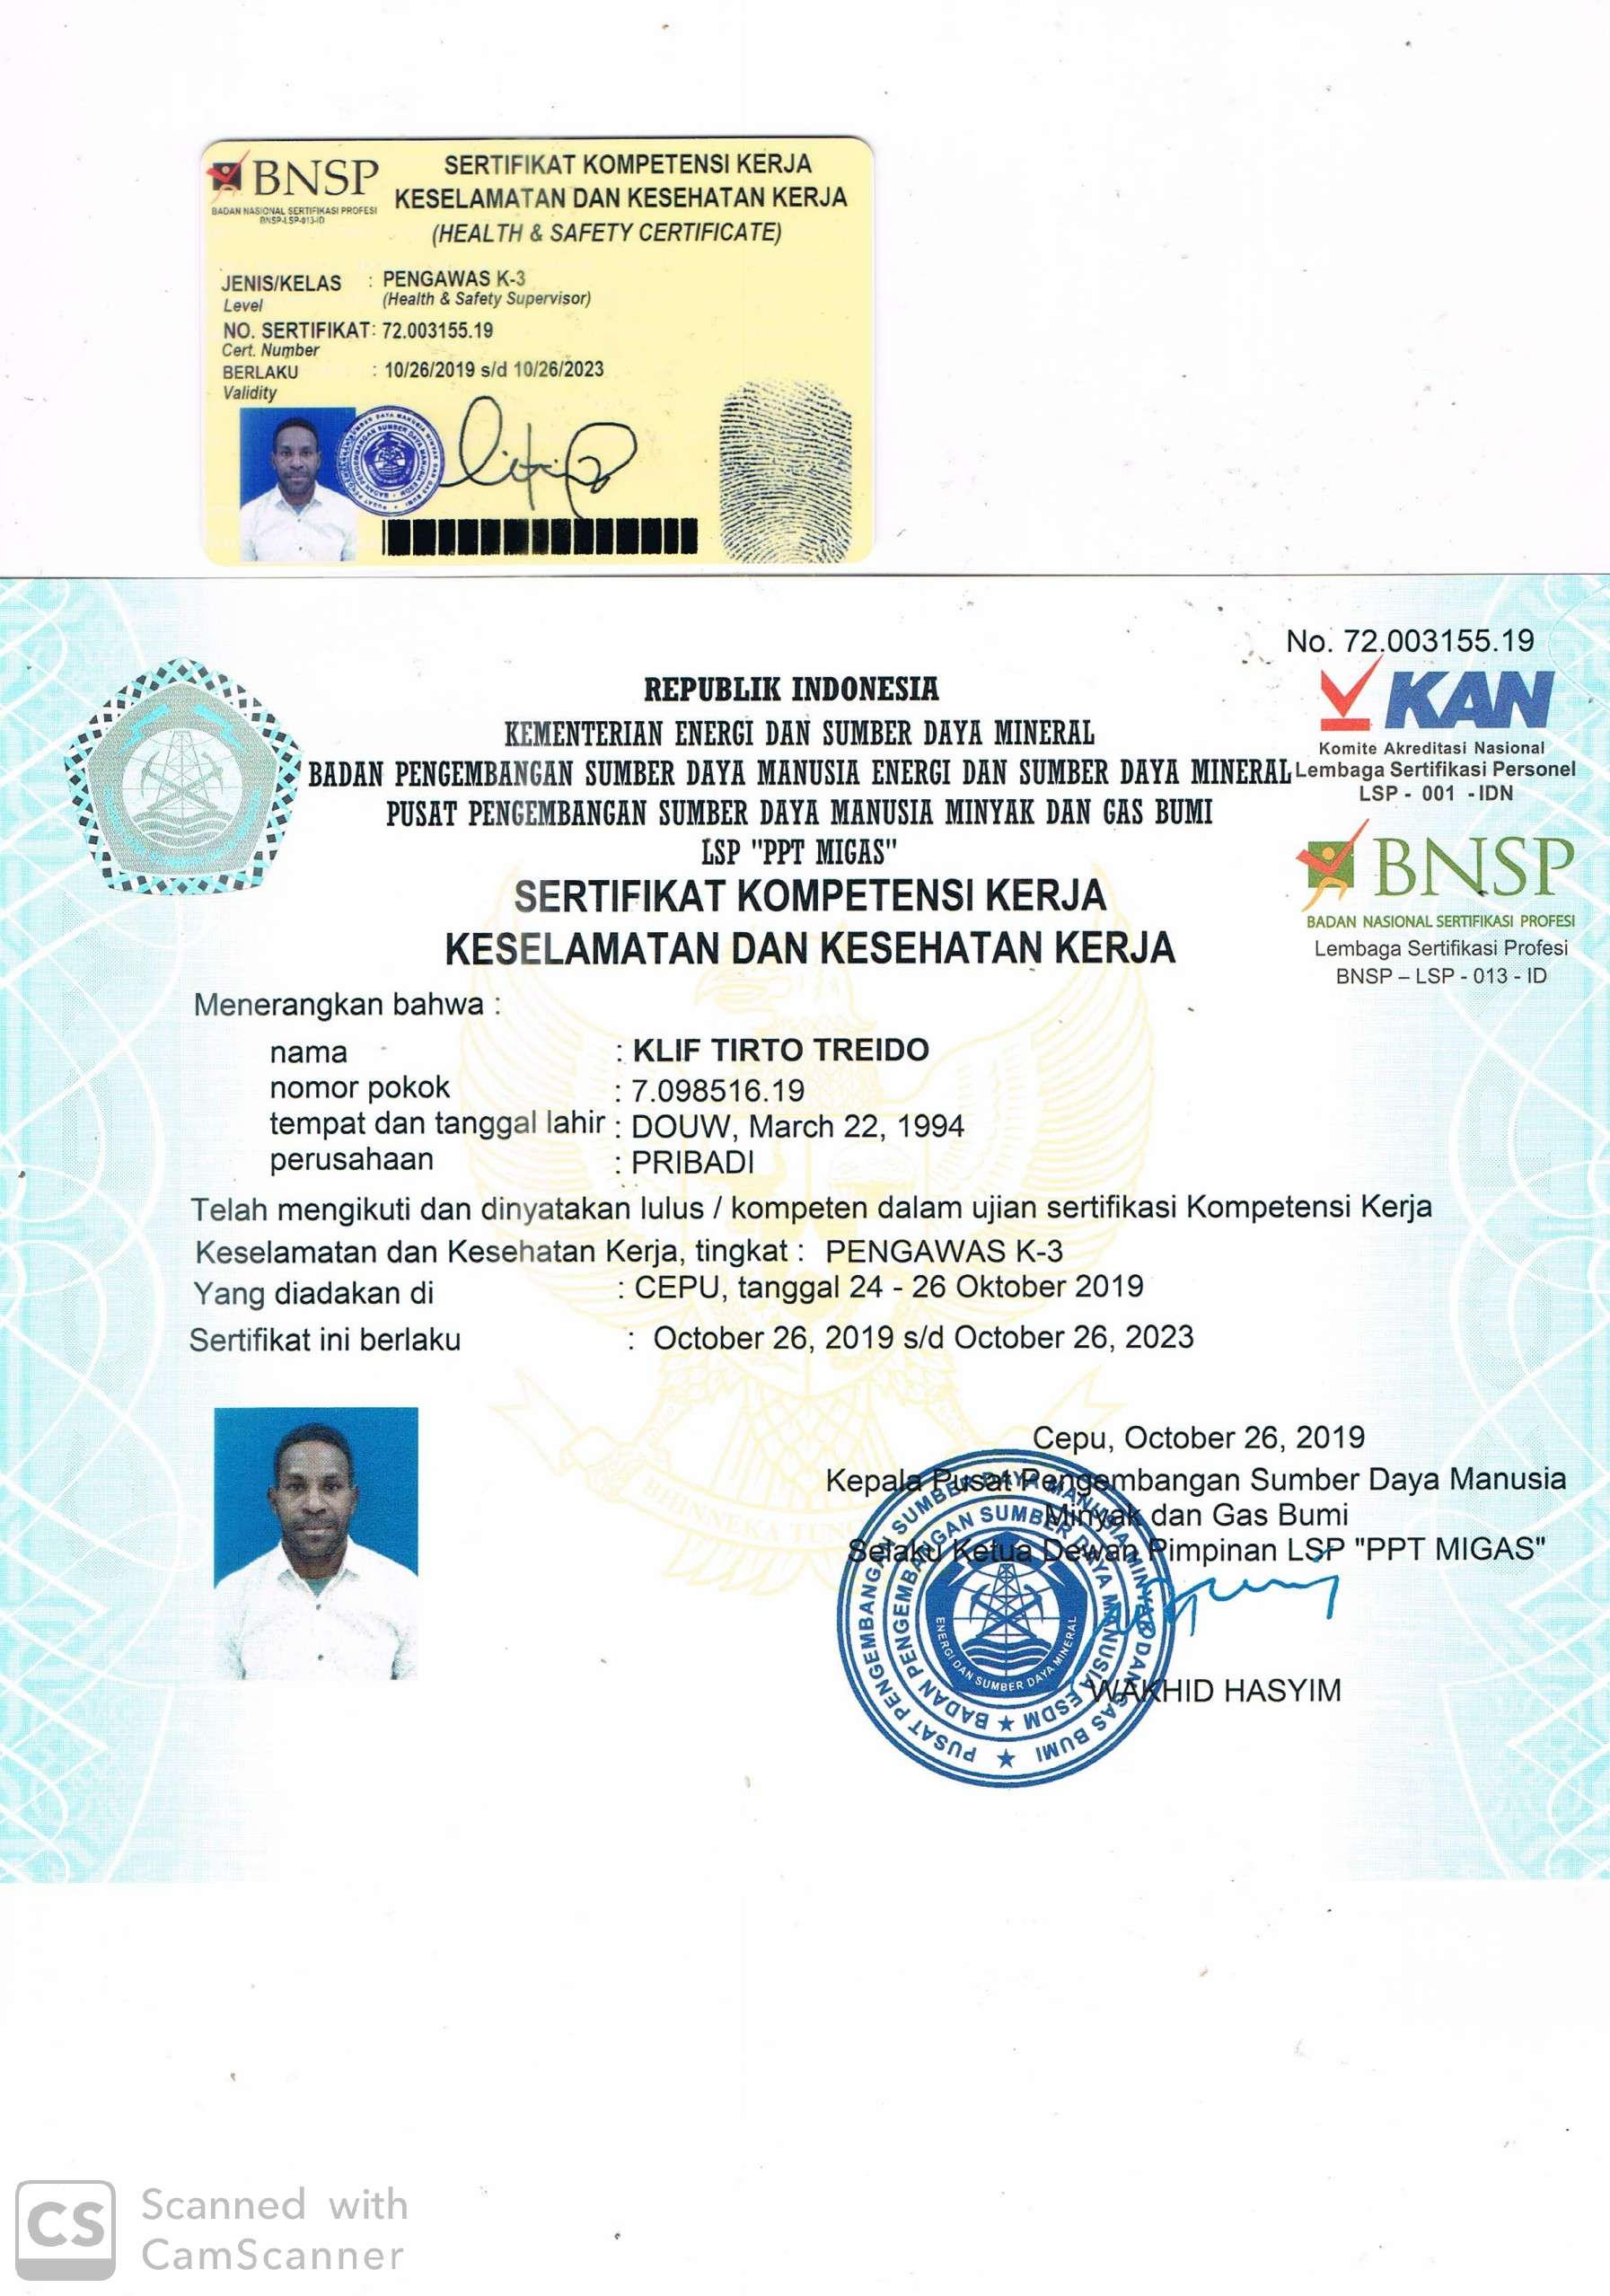 BNSP
BADAN NASIONAL SERTIFIKASI PROFESI
BNSP-LSP-013-ID
SERTIFIKAT KOMPETENSI KERJA
KESELAMATAN DAN KESEHATAN KERJA
(HEALTH & SAFETY CERTIFICATE)
JENIS/KELAS : PENGAWAS K-3
Level (Health & Safety Supervisor)
NO. SERTIFIKAT: 72.003155.19
Cert. Number
BERLAKU : 10/26/2019 s/d 10/26/2023
Validity
No. 72.003155.19
REPUBLIK INDONESIA
KEMENTERIAN ENERGI DAN SUMBER DAYA MINERAL
BADAN PENGEMBANGAN SUMBER DAYA MANUSIA ENERGI DAN SUMBER DAYA MINERAL
PUSAT PENGEMBANGAN SUMBER DAYA MANUSIA MINYAK DAN GAS BUMI
LSP "PPT MIGAS"
SERTIFIKAT KOMPETENSI KERJA
KESELAMATAN DAN KESEHATAN KERJA
KAN
Komite Akreditasi Nasional
Lembaga Sertifikasi Personel
LSP - 001 - IDN
BNSP
BADAN NASIONAL SERTIFIKASI PROFESI
Lembaga Sertifikasi Profesi
BNSP – LSP - 013 - ID
Menerangkan bahwa :
nama : KLIF TIRTO TREIDO
nomor pokok : 7.098516.19
tempat dan tanggal lahir : DOUW, March 22, 1994
perusahaan : PRIBADI
Telah mengikuti dan dinyatakan lulus / kompeten dalam ujian sertifikasi Kompetensi Kerja
Keselamatan dan Kesehatan Kerja, tingkat : PENGAWAS K-3
Yang diadakan di : CEPU, tanggal 24 - 26 Oktober 2019
Sertifikat ini berlaku : October 26, 2019 s/d October 26, 2023
Cepu, October 26, 2019
Kepala Pusat Pengembangan Sumber Daya Manusia
Minyak dan Gas Bumi
Selaku Ketua Dewan Pimpinan LSP "PPT MIGAS"
PUSAT PENGEMBANGAN SUMBER DAYA MANUSIA MINYAK DAN GAS BUMI
BADAN PENGEMBANGAN SUMBER DAYA MANUSIA ESDM
ENERGI DAN SUMBER DAYA MINERAL
WAKHID HASYIM
BHINNEKA
CS
Scanned with
CamScanner